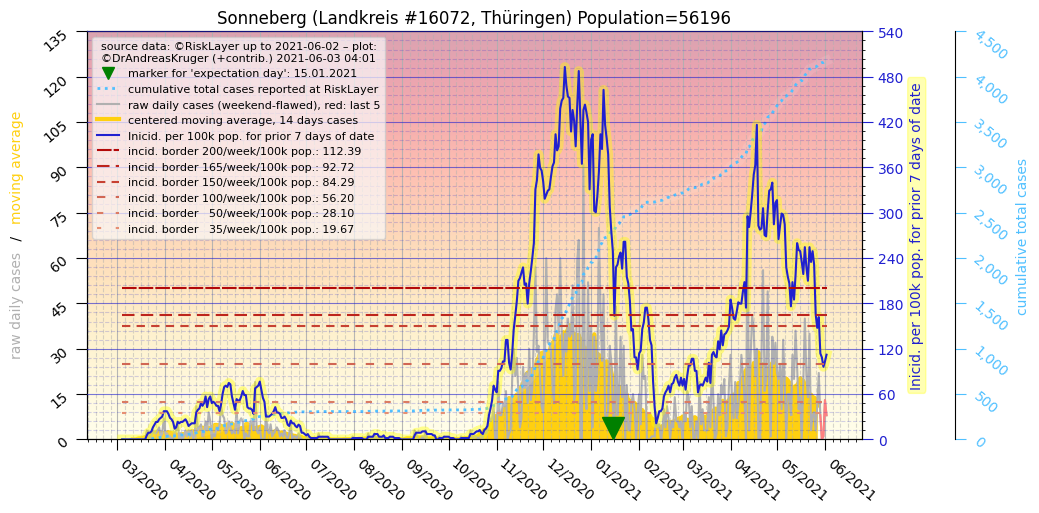 Sonneberg (Landkreis #16072, Thüringen) Population=56196
source data: ©RiskLayer up to 2021-06-02 – plot:
©DrAndreasKruger (+contrib.) 2021-06-03 04:01
marker for 'expectation day': 15.01.2021
cumulative total cases reported at RiskLayer
raw daily cases (weekend-flawed), red: last 5
centered moving average, 14 days cases
Inicid. per 100k pop. for prior 7 days of date
incid. border 200/week/100k pop.: 112.39
incid. border 165/week/100k pop.: 92.72
incid. border 150/week/100k pop.: 84.29
incid. border 100/week/100k pop.: 56.20
incid. border   50/week/100k pop.: 28.10
incid. border   35/week/100k pop.: 19.67
raw daily cases / moving average
135
120
105
90
75
60
45
30
15
0
03/2020
04/2020
05/2020
06/2020
07/2020
08/2020
09/2020
10/2020
11/2020
12/2020
01/2021
02/2021
03/2021
04/2021
05/2021
06/2021
540
480
420
360
300
240
180
120
60
0
Inicid. per 100k pop. for prior 7 days of date
4,500
4,000
3,500
3,000
2,500
2,000
1,500
1,000
500
0
cumulative total cases